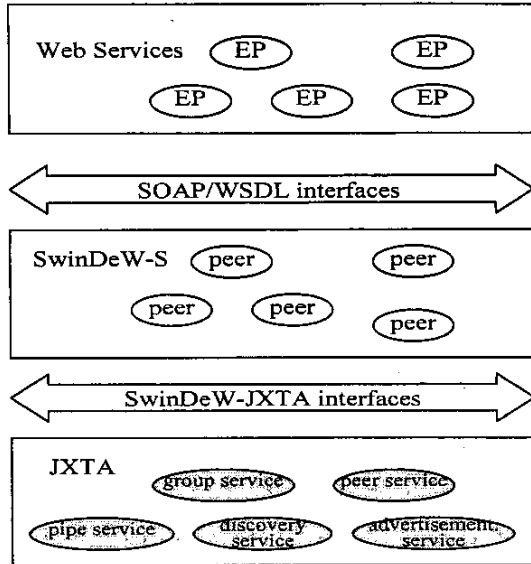 Web Services
EP
EP
EP
EP
EP
SOAP/WSDL interfaces
SwinDeW-S
peer
peer
peer
peer
peer
SwinDeW-JXTA interfaces
JXTA
group service
peer service
pipe service
discovery
service
advertisement
service